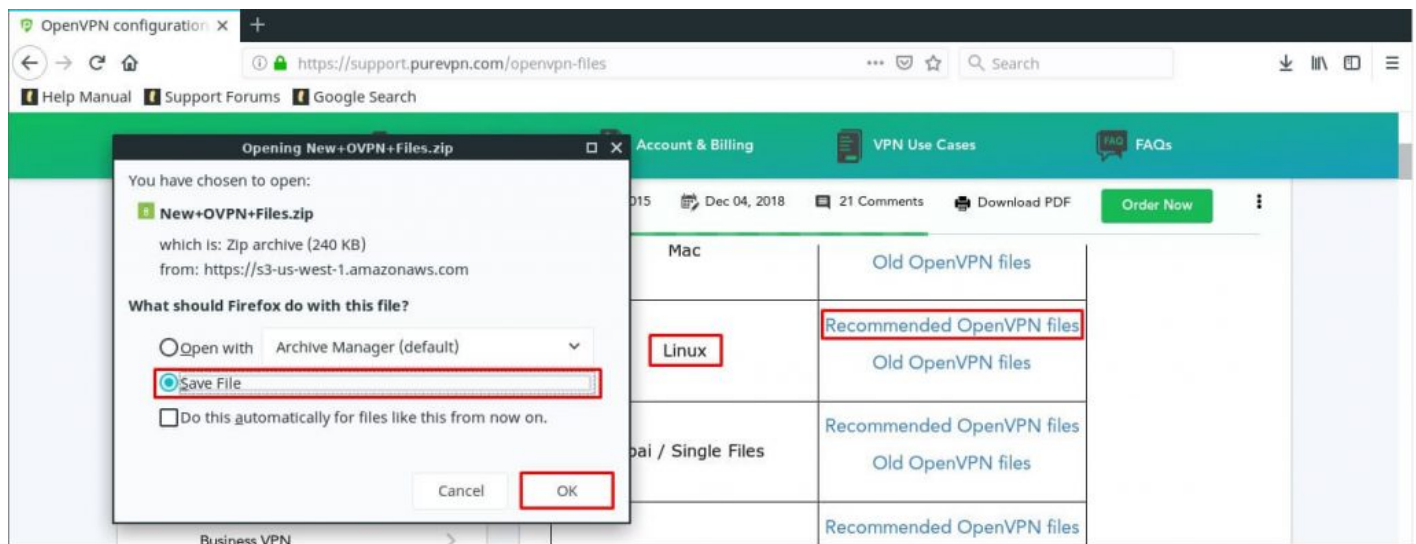 OpenVPN configuration
https://support.purevpn.com/openvpn-files
Search
Help Manual Support Forums Google Search
Account & Billing VPN Use Cases FAQ FAQs
Opening New+OVPN+Files.zip
You have chosen to open:
New+OVPN+Files.zip
which is: Zip archive (240 KB)
from: https://s3-us-west-1.amazonaws.com
What should Firefox do with this file?
Open with Archive Manager (default)
Save File
Do this automatically for files like this from now on.
Cancel OK
015 Dec 04, 2018 21 Comments Download PDF Order Now
Mac
Old OpenVPN files
Linux
Recommended OpenVPN files
Old OpenVPN files
pai / Single Files
Recommended OpenVPN files
Old OpenVPN files
Recommended OpenVPN files
Business VPN